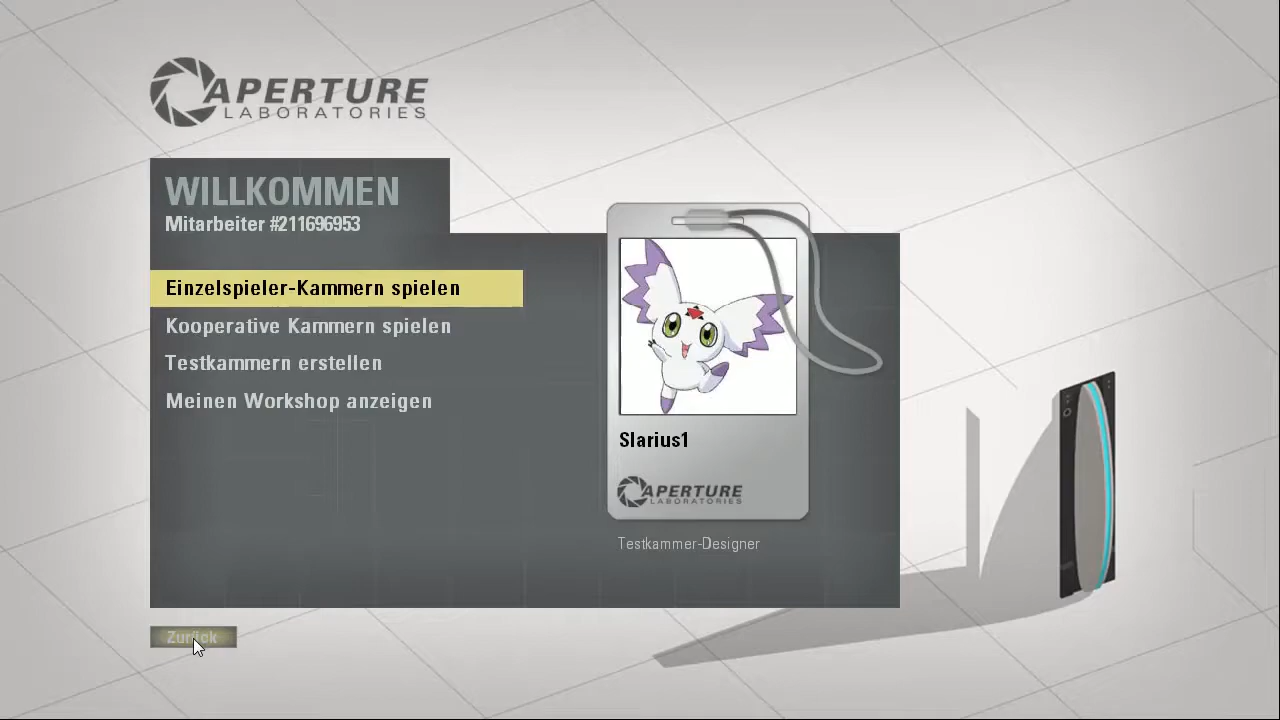 APERTURE
LABORATORIES
WILLKOMMEN
Mitarbeiter #211696953
Einzelspieler-Kammern spielen
Kooperative Kammern spielen
Testkammern erstellen
Meinen Workshop anzeigen
Slarius1
APERTURE
LABORATORIES
Testkammer-Designer
Zurück